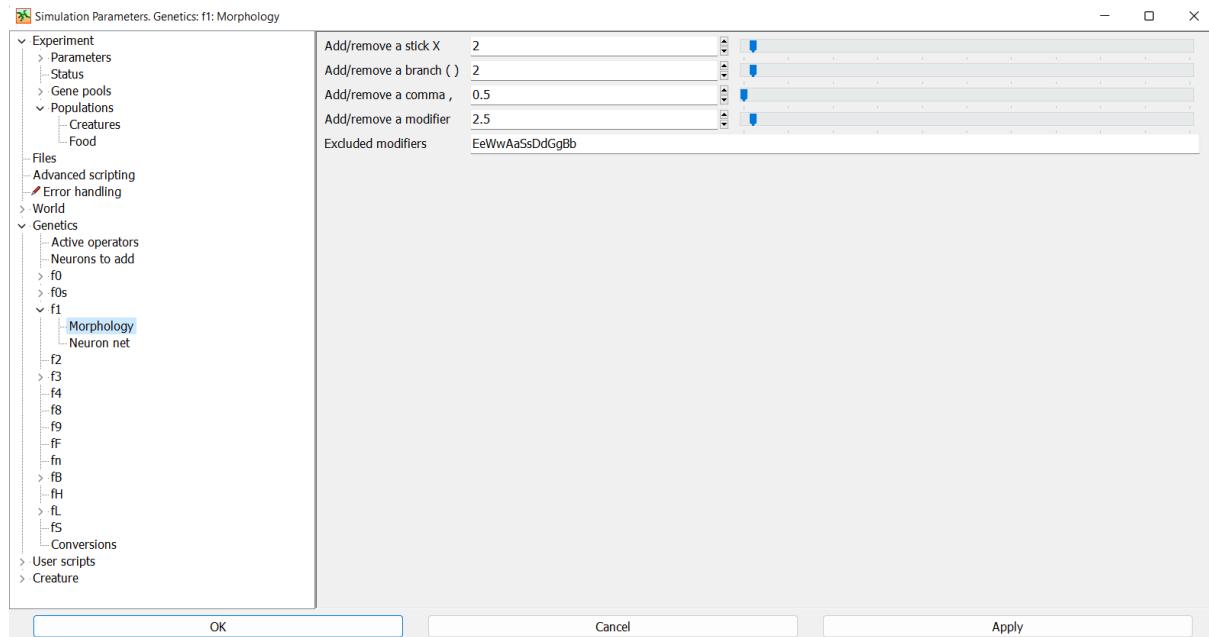 Simulation Parameters. Genetics: f1: Morphology
Experiment
Parameters
Status
Gene pools
Populations
Creatures
Food
Files
Advanced scripting
Error handling
World
Genetics
Active operators
Neurons to add
f0
f0s
f1
Morphology
Neuron net
f2
f3
f4
f8
f9
fF
fn
fB
fH
fL
fS
Conversions
User scripts
Creature
Add/remove a stick X 2
Add/remove a branch ( ) 2
Add/remove a comma , 0.5
Add/remove a modifier 2.5
Excluded modifiers EeWwAaSsDdGgBb
OK Cancel Apply